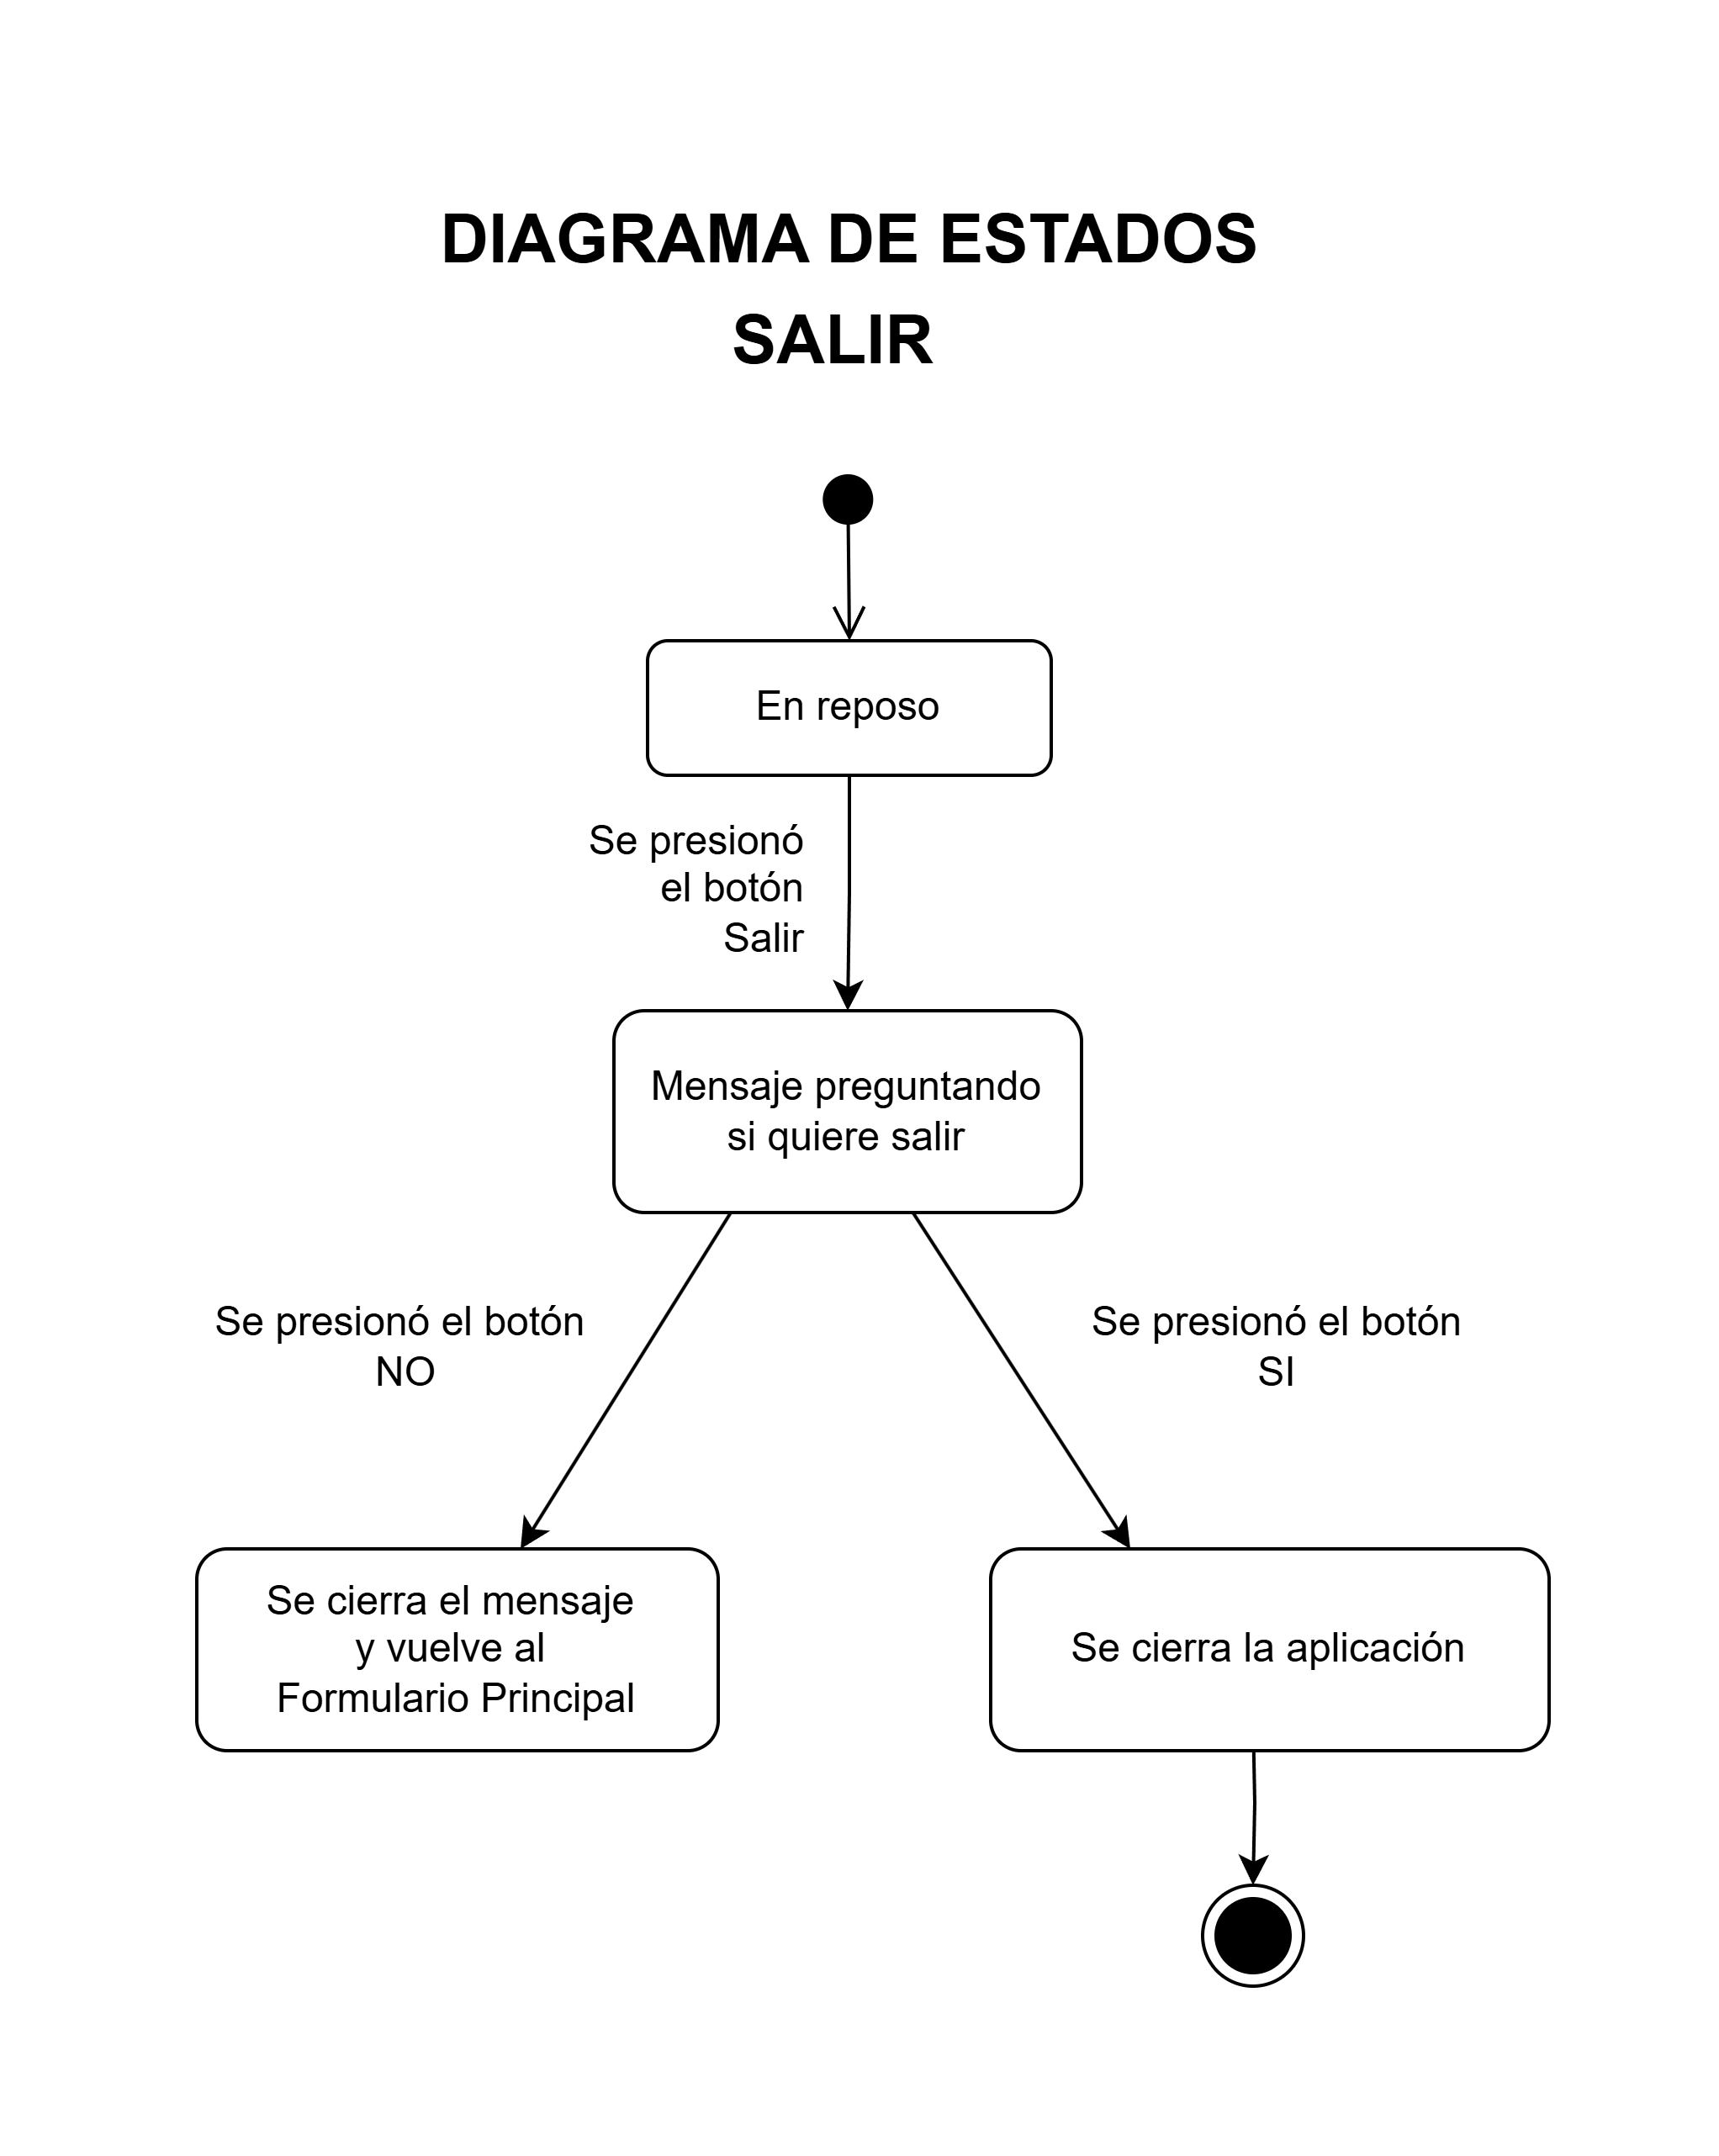 DIAGRAMA DE ESTADOS
SALIR
En reposo
Se presionó
el botón
Salir
Mensaje preguntando
si quiere salir
Se presionó el botón
NO
Se presionó el botón
SI
Se cierra el mensaje
y vuelve al
Formulario Principal
Se cierra la aplicación